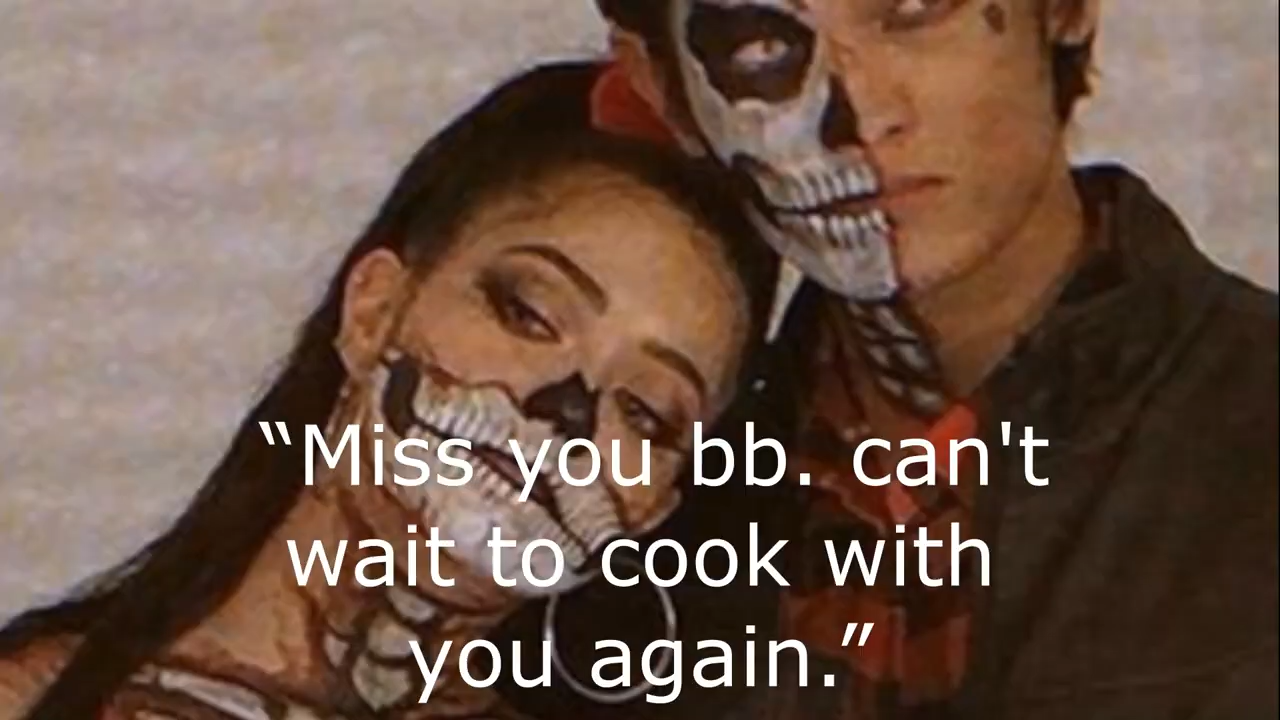 “Miss you bb. can't
wait to cook with
you again.”